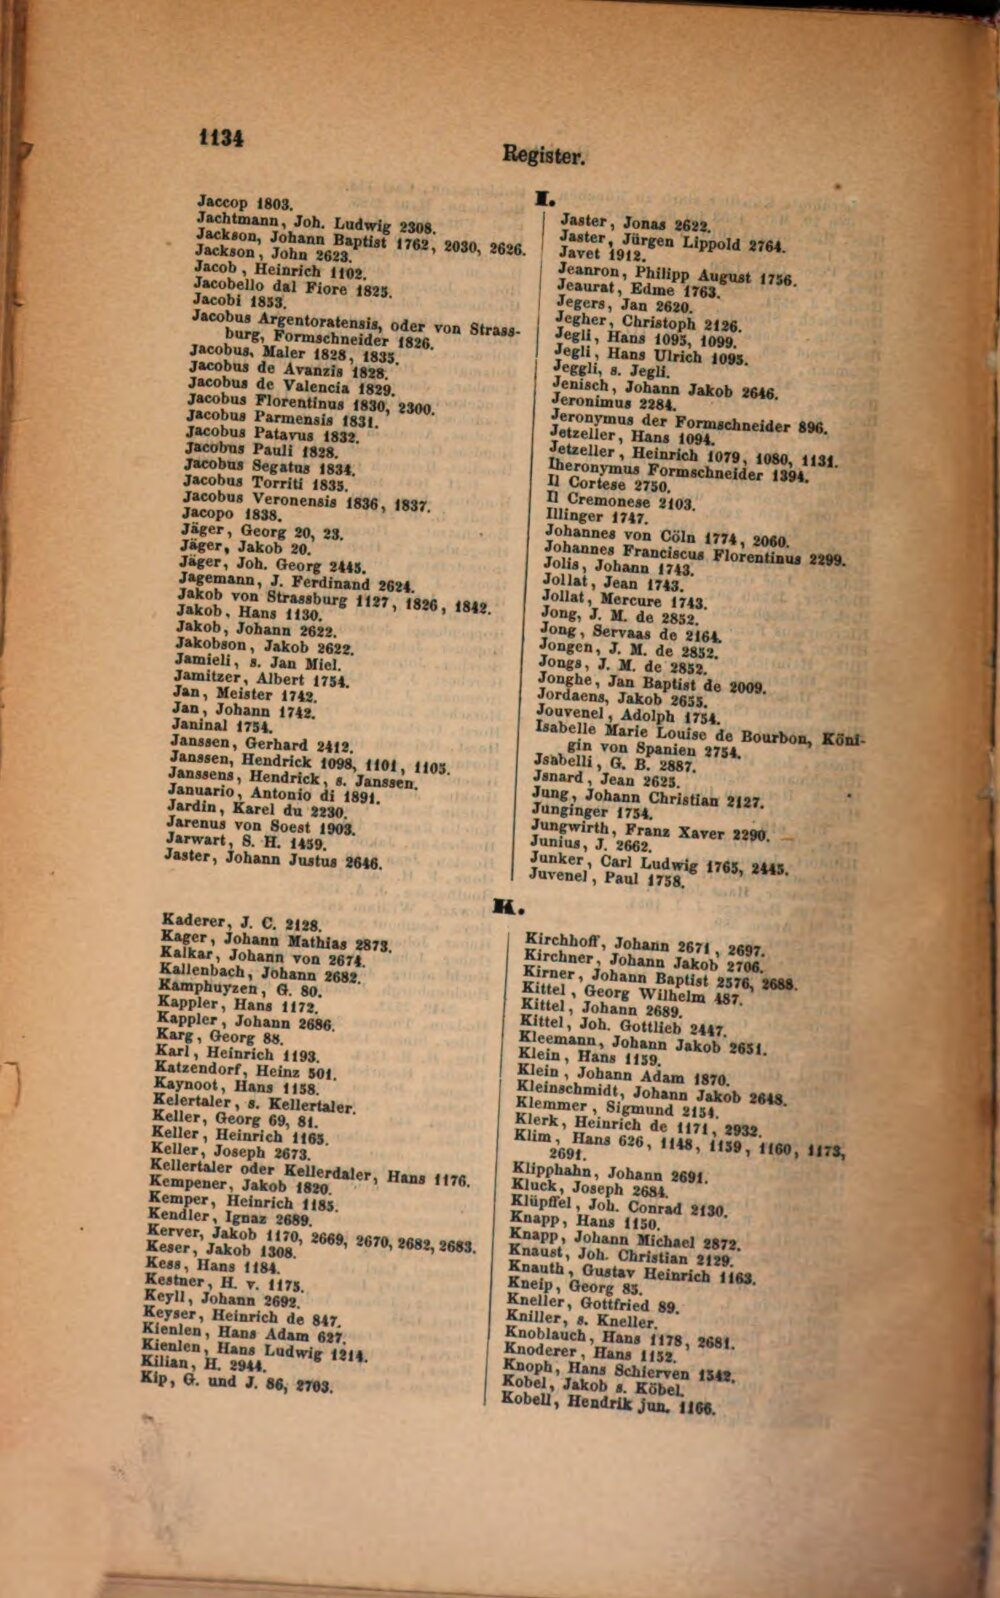 1134
Register.
I.
Jaccop 1803.
Jachtmann, Joh. Ludwig 2308.
Jackson, Johann Baptist 1762, 2030, 2626.
Jackson, John 2623.
Jacob, Heinrich 1102.
Jacobello dal Fiore 1825.
Jacobi 1853.
Jacobus Argentoratensis, oder von Strass-
burg, Formschneider 1826.
Jacobus, Maler 1828, 1835.
Jacobus de Avanzis 1828.
Jacobus de Valencia 1829.
Jacobus Florentinus 1830, 2300.
Jacobus Parmensis 1831.
Jacobus Patavus 1832.
Jacobus Pauli 1828.
Jacobus Segatus 1834.
Jacobus Torriti 1835.
Jacobus Veronensis 1836, 1837.
Jacopo 1838.
Jäger, Georg 20, 23.
Jäger, Jakob 20.
Jäger, Joh. Georg 2445.
Jagemann, J. Ferdinand 2624.
Jakob von Strassburg 1127, 1826, 1842.
Jakob, Hans 1130.
Jakob, Johann 2622.
Jakobson, Jakob 2622.
Jamieli, s. Jan Miel.
Jamitzer, Albert 1754.
Jan, Meister 1742.
Jan, Johann 1742.
Janinal 1754.
Janssen, Gerhard 2412.
Janssen, Hendrick 1098, 1101, 1105.
Janssens, Hendrick, s. Janssen.
Januario, Antonio di 1891.
Jardin, Karel du 2230.
Jarenus von Soest 1903.
Jarwart, S. H. 1459.
Jaster, Johann Justus 2646.
Jaster, Jonas 2622.
Jaster, Jürgen Lippold 2764.
Javet 1912.
Jeanron, Philipp August 1756.
Jeaurat, Edme 1763.
Jegers, Jan 2620.
Jegher, Christoph 2126.
Jegli, Hans 1095, 1099.
Jegli, Hans Ulrich 1095.
Jeggli, s. Jegli.
Jenisch, Johann Jakob 2646.
Jeronimus 2284.
Jeronymus der Formschneider 896.
Jetzeller, Hans 1094.
Jetzeller, Heinrich 1079, 1080, 1131.
Iheronymus Formschneider 1394.
Il Cortese 2750.
Il Cremonese 2103.
Illinger 1747.
Johannes von Cöln 1774, 2060.
Johannes Franciscus Florentinus 2299.
Jolis, Johann 1743.
Jollat, Jean 1743.
Jollat, Mercure 1743.
Jong, J. M. de 2852.
Jong, Servaas de 2164.
Jongen, J. M. de 2852.
Jongs, J. M. de 2852.
Jonghe, Jan Baptist de 2009.
Jordaens, Jakob 2655.
Jouvenel, Adolph 1754.
Isabelle Marie Louise de Bourbon, Köni-
gin von Spanien 2754.
Jsabelli, G. B. 2887.
Jsnard, Jean 2625.
Jung, Johann Christian 2127.
Junginger 1754.
Jungwirth, Franz Xaver 2290.
Junius, J. 2662.
Junker, Carl Ludwig 1765, 2445.
Juvenel, Paul 1758.
K.
Kaderer, J. C. 2128.
Kager, Johann Mathias 2873.
Kalkar, Johann von 2674.
Kallenbach, Johann 2682.
Kamphuyzen, G. 80.
Kappler, Hans 1172.
Kappler, Johann 2686.
Karg, Georg 88.
Karl, Heinrich 1193.
Katzendorf, Heinz 501.
Kaynoot, Hans 1158.
Kelertaler, s. Kellertaler.
Keller, Georg 69, 81.
Keller, Heinrich 1165.
Keller, Joseph 2673.
Kellertaler oder Kellerdaler, Hans 1176.
Kempener, Jakob 1820.
Kemper, Heinrich 1185.
Kendler, Ignaz 2689.
Kerver, Jakob 1170, 2669, 2670, 2682, 2683.
Keser, Jakob 1308.
Kess, Hans 1184.
Kestner, H. v. 1175.
Keyll, Johann 2692.
Keyser, Heinrich de 847.
Kienlen, Hans Adam 627.
Kienlen, Hans Ludwig 1214.
Kilian, H. 2944.
Kip, G. und J. 86, 2703.
Kirchhoff, Johann 2671, 2697.
Kirchner, Johann Jakob 2706.
Kirner, Johann Baptist 2576, 2688.
Kittel, Georg Wilhelm 487.
Kittel, Johann 2689.
Kittel, Joh. Gottlieb 2447.
Kleemann, Johann Jakob 2651.
Klein, Hans 1159.
Klein, Johann Adam 1870.
Kleinschmidt, Johann Jakob 2648.
Klemmer, Sigmund 2154.
Klerk, Heinrich de 1171, 2932.
Klim, Hans 626, 1148, 1159, 1160, 1173,
2691.
Klipphahn, Johann 2691.
Kluck, Joseph 2684.
Klüpffel, Joh. Conrad 2130.
Knapp, Hans 1150.
Knapp, Johann Michael 2872.
Knaust, Joh. Christian 2129.
Knauth, Gustav Heinrich 1163.
Kneip, Georg 85.
Kneller, Gottfried 89.
Kniller, s. Kneller.
Knoblauch, Hans 1178, 2681.
Knoderer, Hans 1152.
Knoph, Hans Schierven 1542.
Kobel, Jakob s. Köbel.
Kobell, Hendrik jun. 1166.